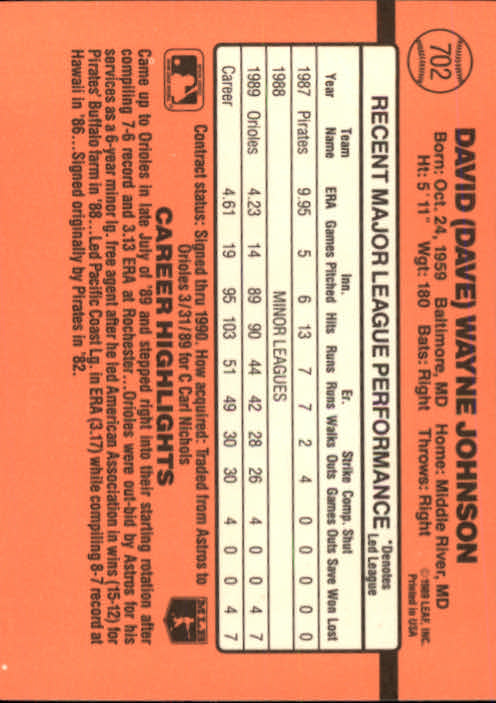 702
DAVID (DAVE) WAYNE JOHNSON
Born: Oct. 24, 1959 Baltimore, MD Home: Middle River, MD
Ht: 5' 11" Wgt: 180 Bats: Right Throws: Right
© 1989 LEAF, INC.
Printed in USA
RECENT MAJOR LEAGUE PERFORMANCE *Denotes Led League
Team Inn. Er. Strike Comp. Shut
Year Name ERA Games Pitched Hits Runs Runs Walks Outs Games Outs Save Won Lost
1987 Pirates 9.95 5 6 13 7 7 2 4 0 0 0 0 0
1988 MINOR LEAGUES
1989 Orioles 4.23 14 89 90 44 42 28 26 4 0 0 4 7
Career 4.61 19 95 103 51 49 30 30 4 0 0 4 7
Contract status: Signed thru 1990. How acquired: Traded from Astros to
Orioles 3/31/89 for C Carl Nichols
MLB
CAREER HIGHLIGHTS
Came up to Orioles in late July of '89 and stepped right into their starting rotation after
compiling 7-6 record and 3.13 ERA at Rochester...Orioles were out-bid by Astros for his
services as a 6-year minor lg. free agent after he led American Association in wins (15-12) for
Pirates' Buffalo farm in '88...Led Pacific Coast Lg. in ERA (3.17) while compiling 8-7 record at
Hawaii in '86...Signed originally by Pirates in '82.